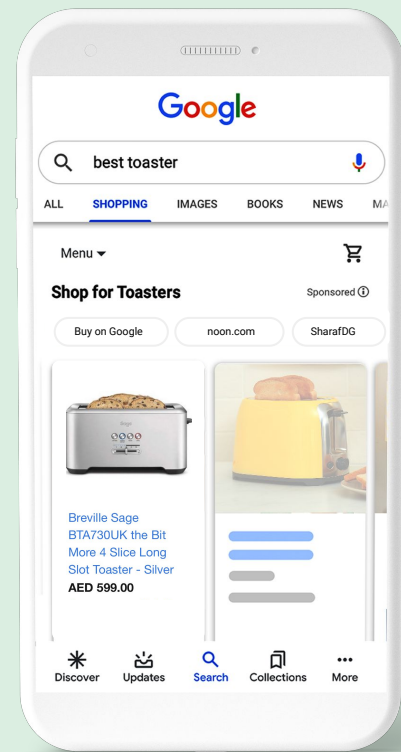 Google
best toaster
ALL SHOPPING IMAGES BOOKS NEWS MA
Menu
Shop for Toasters Sponsored
Buy on Google noon.com SharafDG
Sage
Breville Sage
BTA730UK the Bit
More 4 Slice Long
Slot Toaster - Silver
AED 599.00
Discover Updates Search Collections More